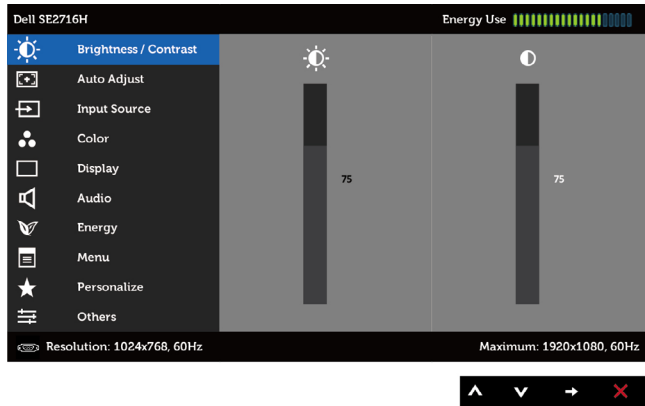 Dell SE2716H Energy Use
Brightness / Contrast
Auto Adjust
Input Source
Color
Display
75 75
Audio
Energy
Menu
Personalize
Others
Resolution: 1024x768, 60Hz Maximum: 1920x1080, 60Hz